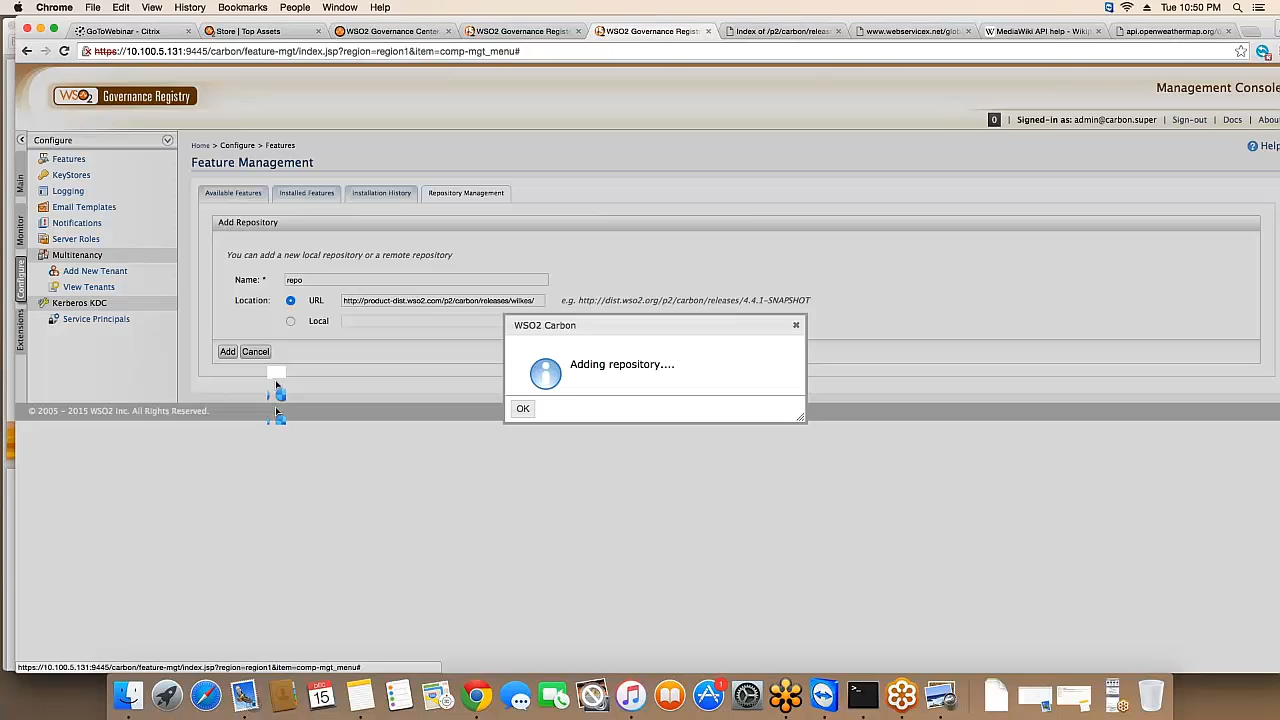 Chrome File Edit View History Bookmarks People Window Help Tue 10:50 PM
GoToWebinar - Citrix Store | Top Assets WSO2 Governance Center WSO2 Governance Regist WSO2 Governance Regist Index of /p2/carbon/releas www.webservicex.net/glob MediaWiki API help - Wikip api.openweathermap.org/
https://10.100.5.131:9445/carbon/feature-mgt/index.jsp?region=region1&item=comp-mgt_menu#
WSO2 Governance Registry
Management Console
0 | Signed-in as: admin@carbon.super | Sign-out | Docs | Abou
Configure
Home > Configure > Features
Help
Features
Feature Management
KeyStores
Main
Logging
Available Features Installed Features Installation History Repository Management
Email Templates
Notifications
Add Repository
Monitor
Server Roles
Multitenancy
You can add a new local repository or a remote repository
Add New Tenant
Configure
Name: * repo
View Tenants
Kerberos KDC
Location: URL http://product-dist.wso2.com/p2/carbon/releases/wilkes/ e.g. http://dist.wso2.org/p2/carbon/releases/4.4.1-SNAPSHOT
Service Principals
Local
Extensions
WSO2 Carbon
Add Cancel
Adding repository....
OK
© 2005 - 2015 WSO2 Inc. All Rights Reserved.
https://10.100.5.131:9445/carbon/feature-mgt/index.jsp?region=region1&item=comp-mgt_menu#
DEC
15
1